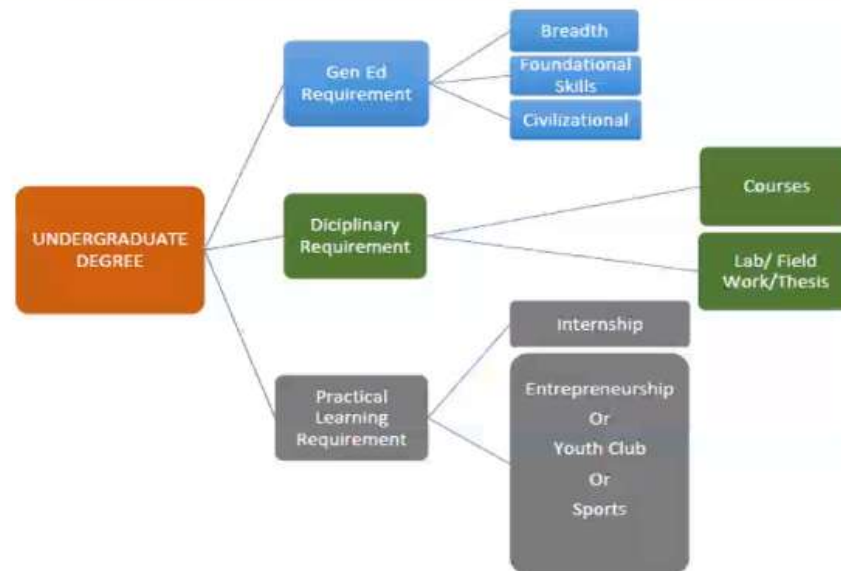 Breadth
Gen Ed
Requirement
Foundational
Skills
Civilizational
UNDERGRADUATE
DEGREE
Diciplinary
Requirement
Courses
Lab/ Field
Work/Thesis
Practical
Learning
Requirement
Internship
Entrepreneurship
Or
Youth Club
Or
Sports